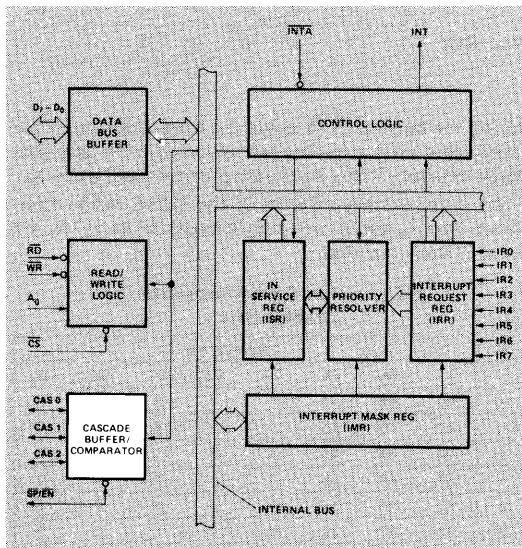 INTA
INT
D7 – D0
DATA
BUS
BUFFER
CONTROL LOGIC
RD
WR
A0
CS
READ/
WRITE
LOGIC
IN
SERVICE
REG
(ISR)
PRIORITY
RESOLVER
INTERRUPT
REQUEST
REG
(IRR)
IR0
IR1
IR2
IR3
IR4
IR5
IR6
IR7
CAS 0
CAS 1
CAS 2
CASCADE
BUFFER/
COMPARATOR
SP/EN
INTERRUPT MASK REG
(IMR)
INTERNAL BUS